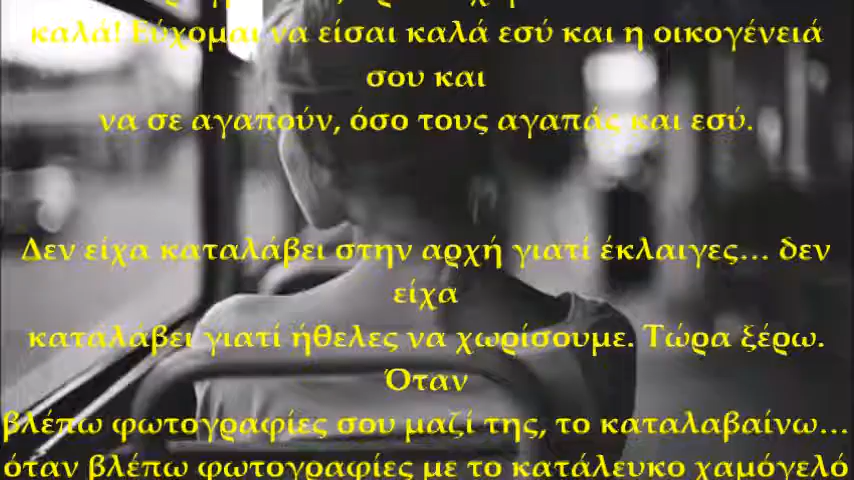 καλά! Εύχομαι να είσαι καλά εσύ και η οικογένειά
σου και
να σε αγαπούν, όσο τους αγαπάς και εσύ.
Δεν είχα καταλάβει στην αρχή γιατί έκλαιγες… δεν
είχα
καταλάβει γιατί ήθελες να χωρίσουμε. Τώρα ξέρω.
Όταν
βλέπω φωτογραφίες σου μαζί της, το καταλαβαίνω…
όταν βλέπω φωτογραφίες με το κατάλευκο χαμόγελό